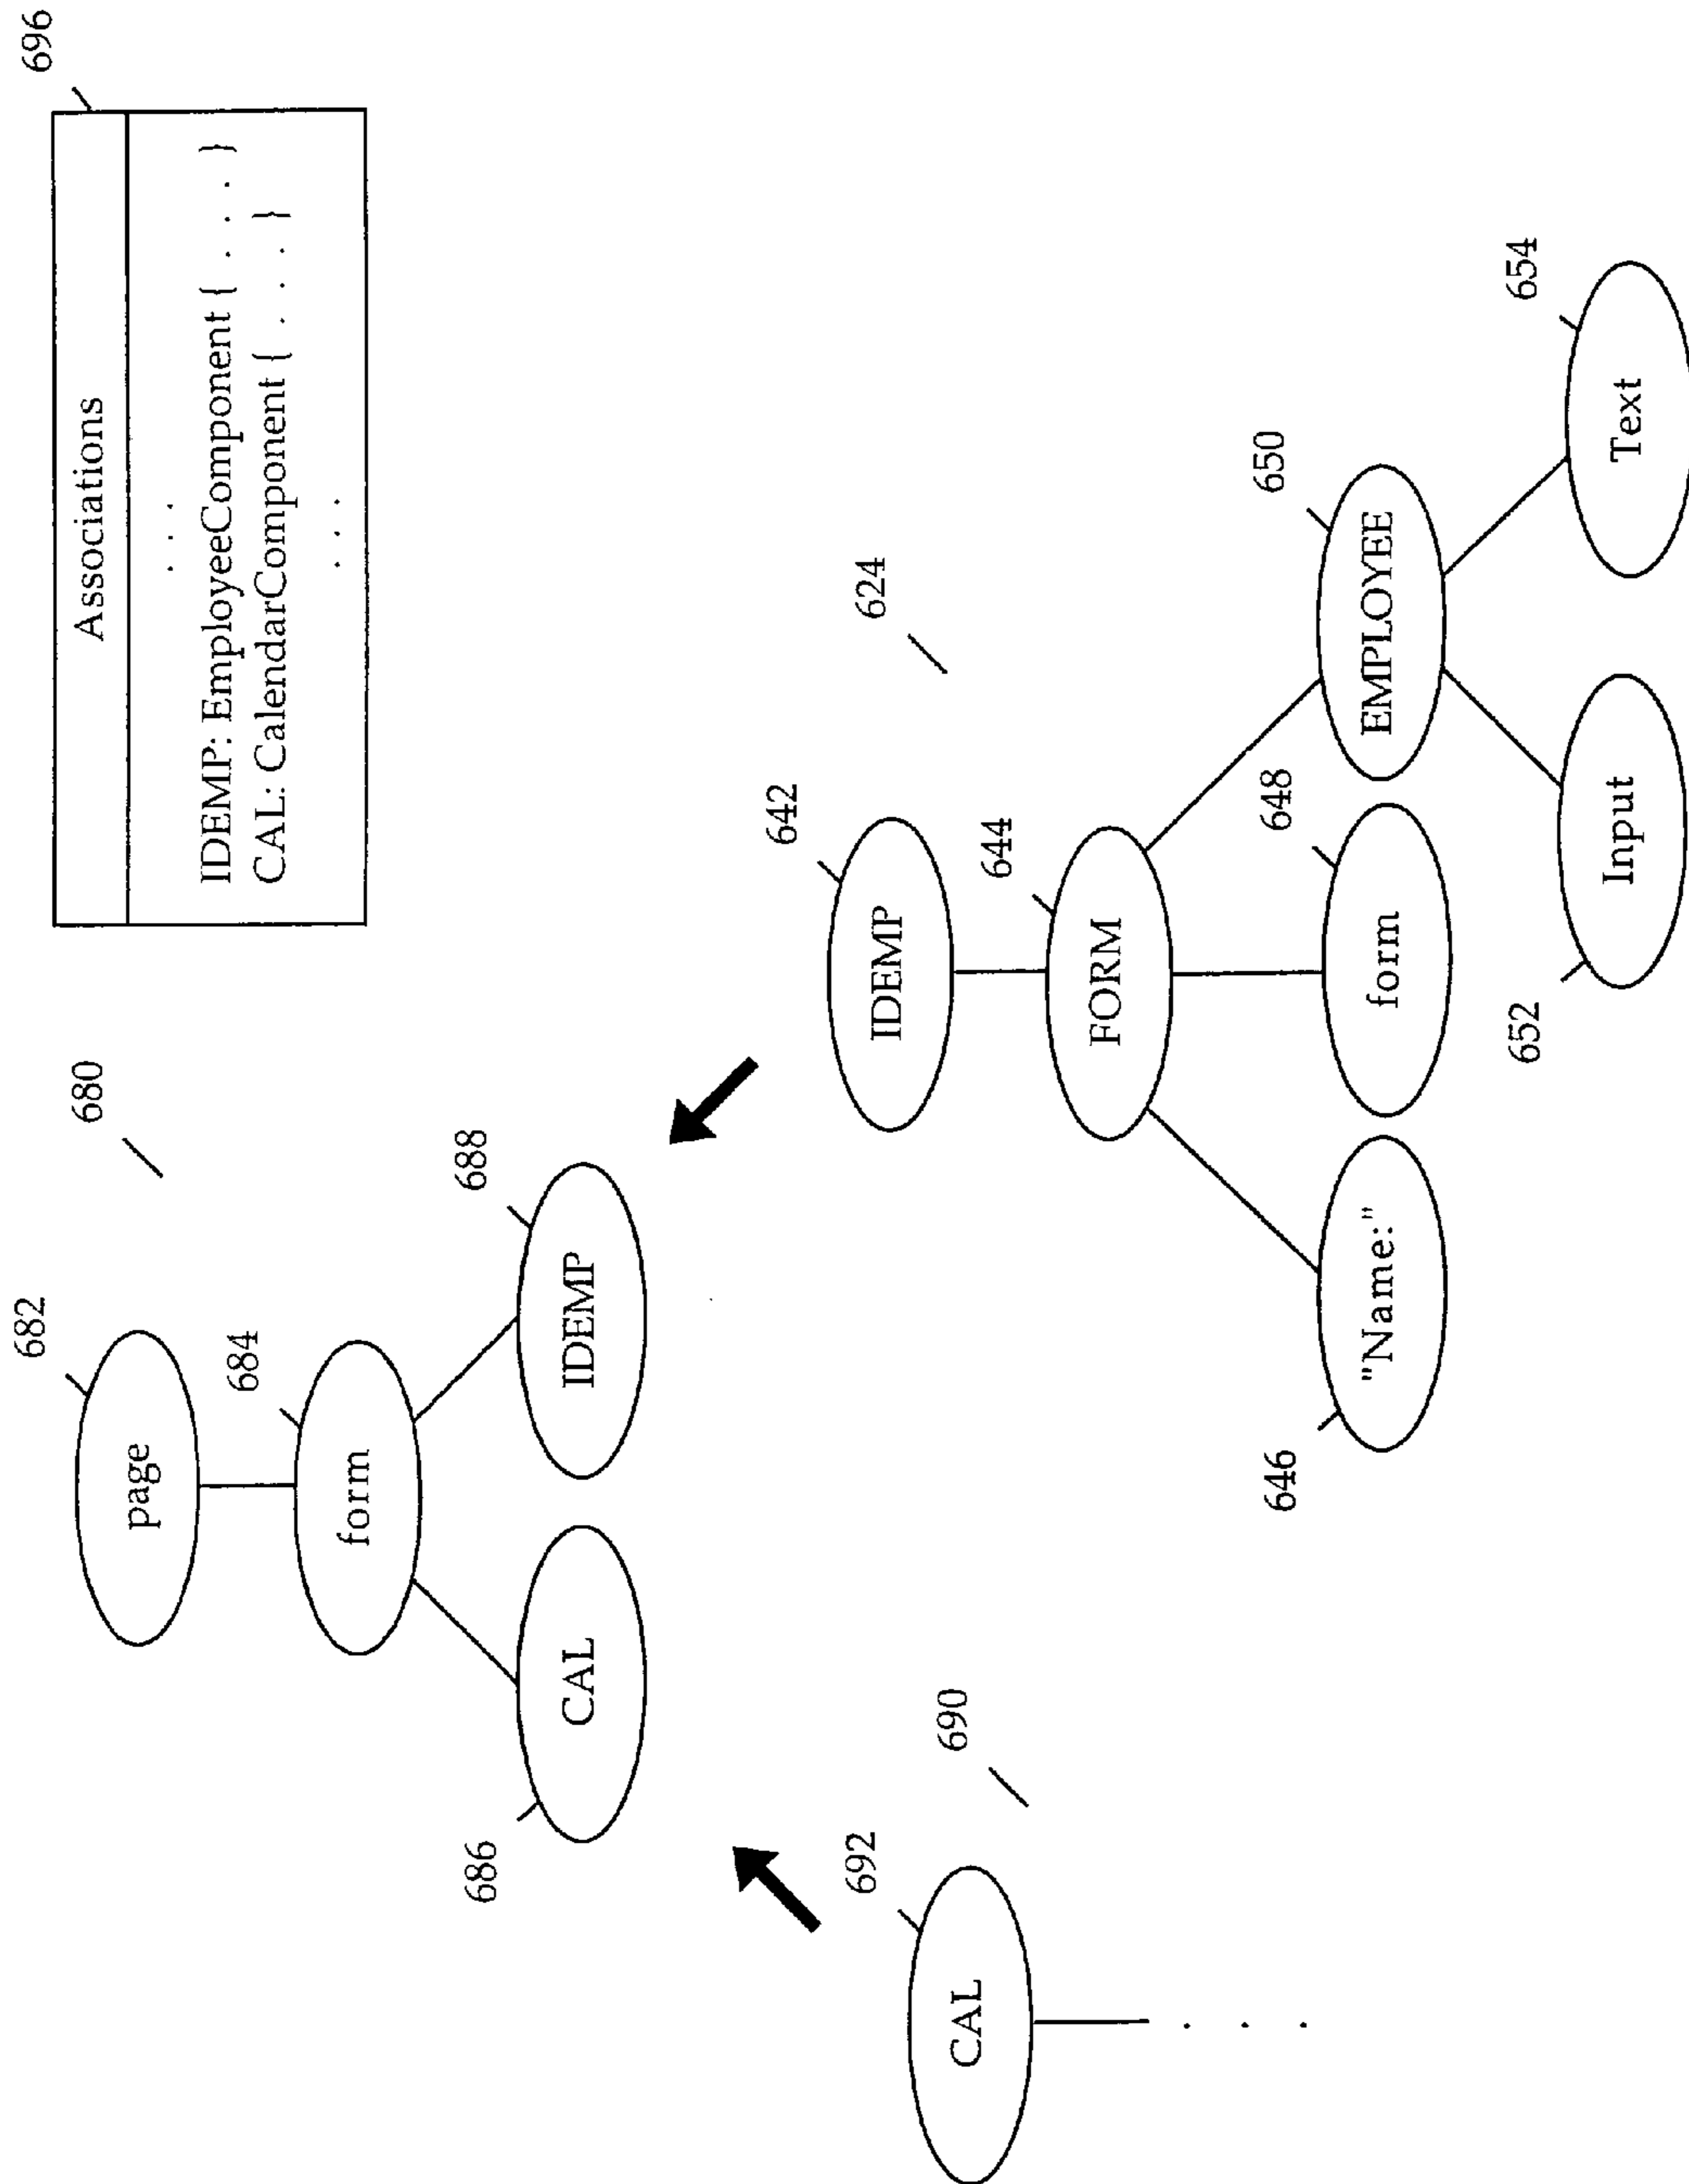 682
696
680
Associations
page
. . .
IDEMP: EmployeeComponent { . . . . }
684
CAL: CalendarComponent { . . . . }
. . .
form
686
688
CAL
IDEMP
642
692
624
IDEMP
690
CAL
644
FORM
. . .
646
648
650
"Name:"
form
EMPLOYEE
652
654
Input
Text